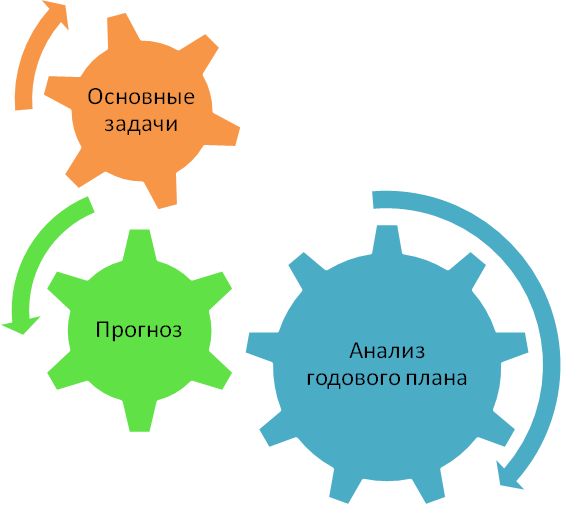 Основные
задачи
Прогноз
Анализ
годового плана